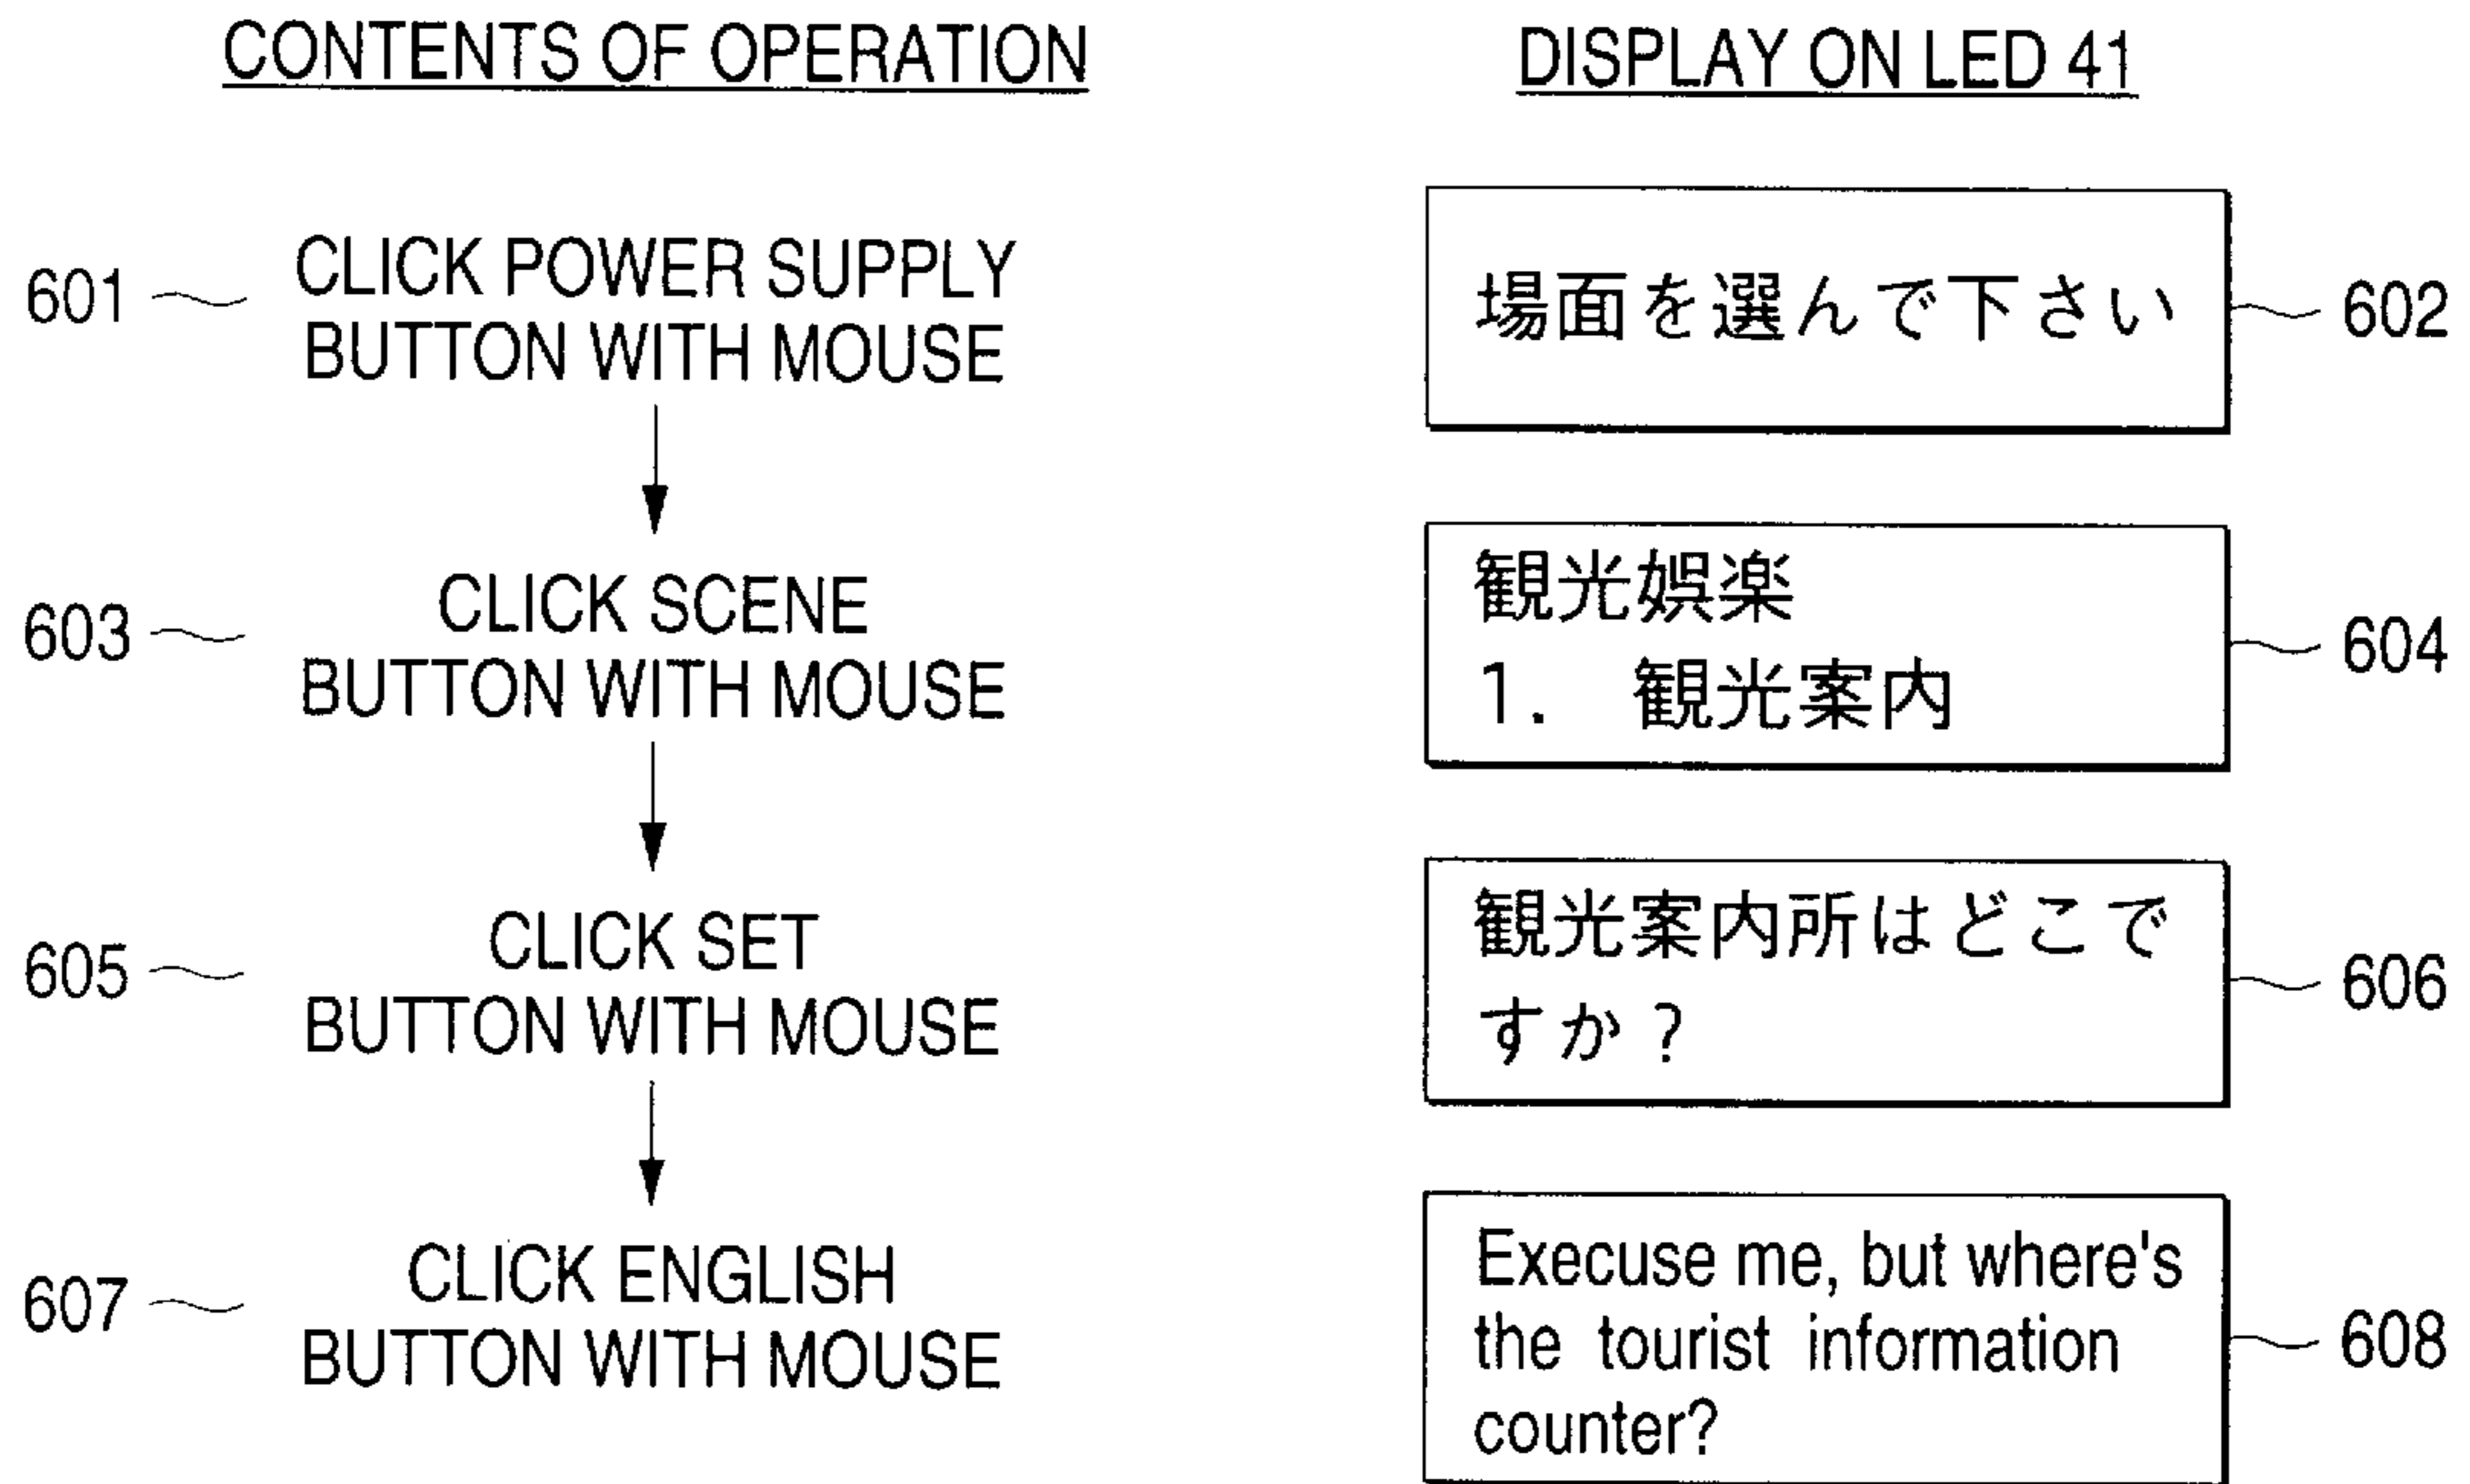 CONTENTS OF OPERATION
DISPLAY ON LED 41
601
CLICK POWER SUPPLY
BUTTON WITH MOUSE
場面を選んで下さい
602
603
CLICK SCENE
BUTTON WITH MOUSE
観光娯楽
1. 観光案内
604
605
CLICK SET
BUTTON WITH MOUSE
観光案内所はどこで
すか?
606
607
CLICK ENGLISH
BUTTON WITH MOUSE
Execuse me, but where's
the tourist information
counter?
608